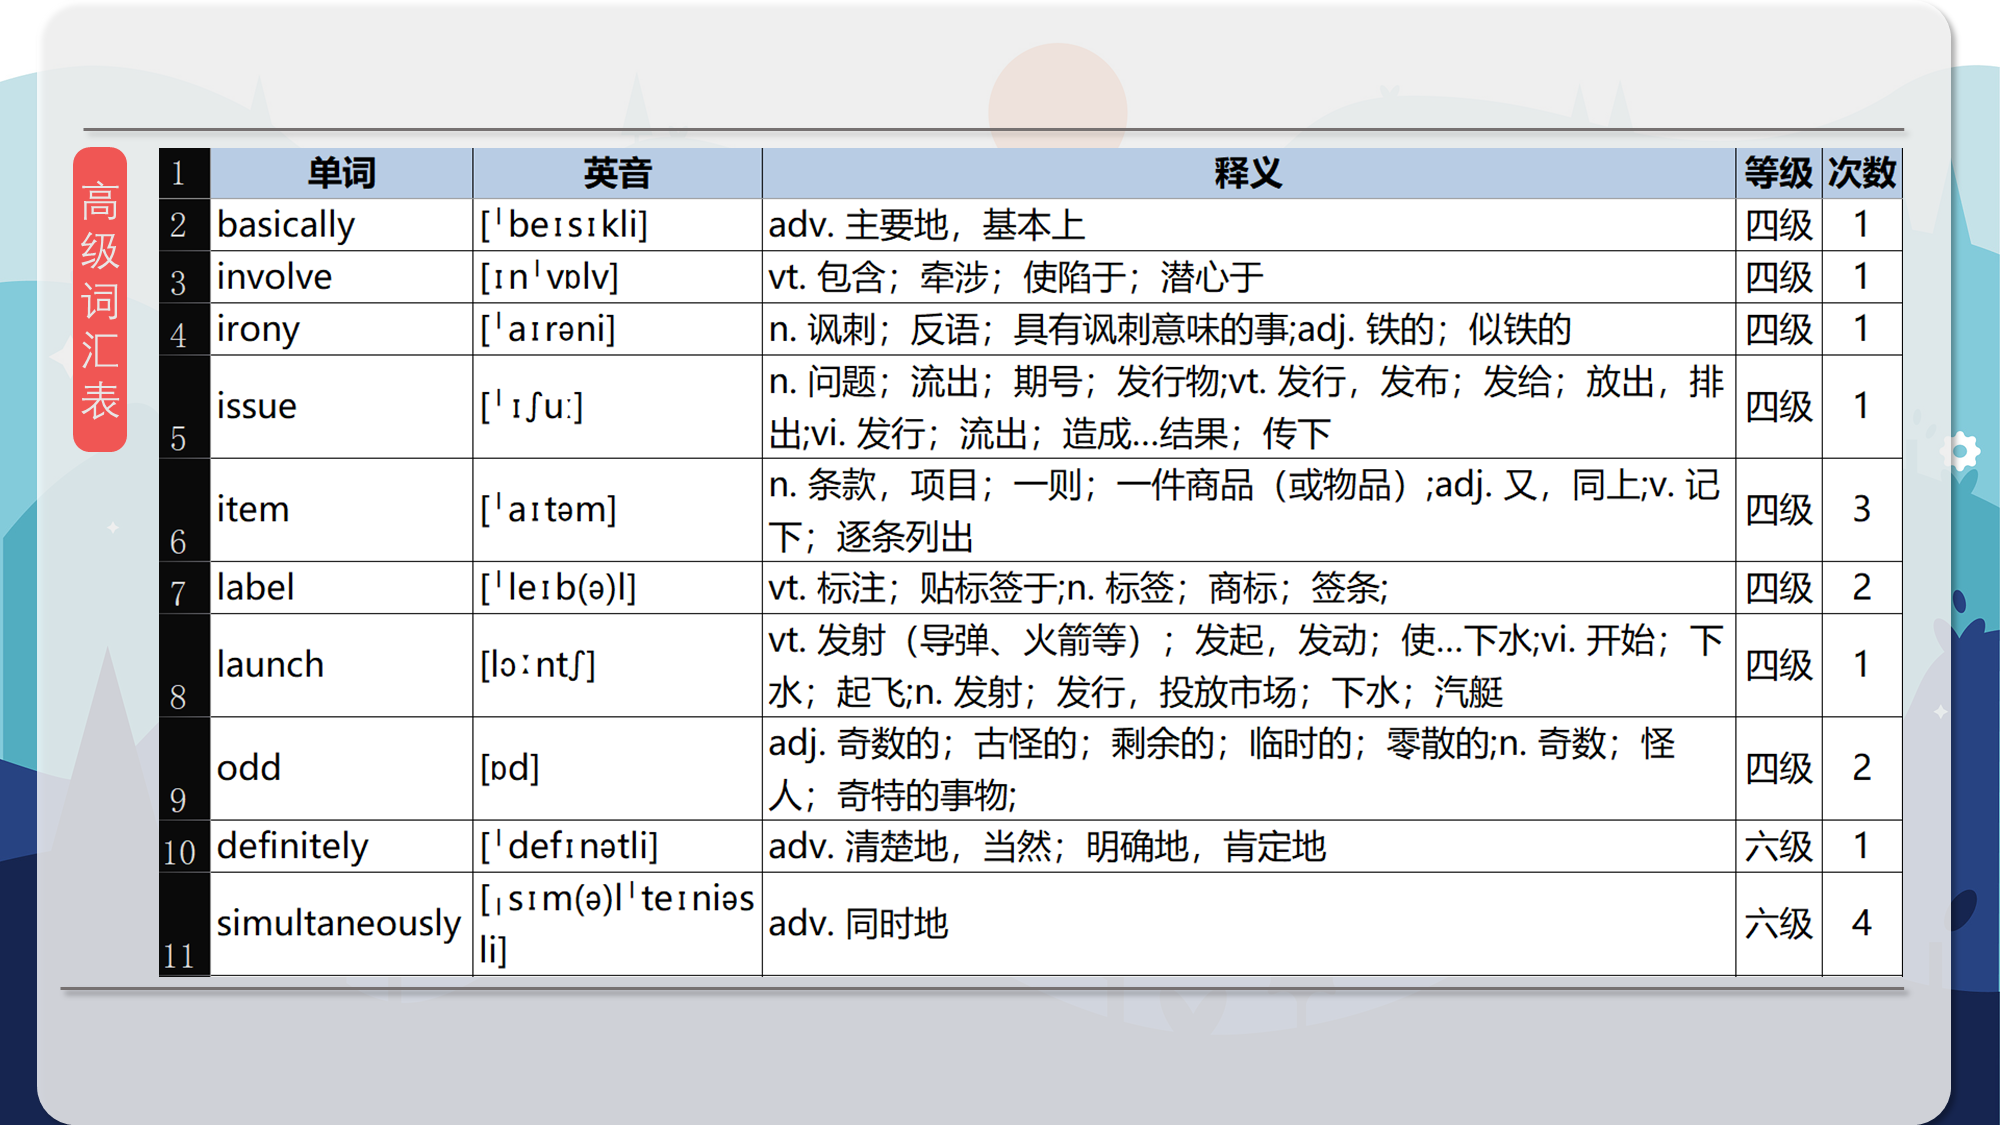 高级词汇表
1 单词 英音 释义 等级 次数
2 basically [ˈbeɪsɪkli] adv. 主要地，基本上 四级 1
3 involve [ɪnˈvɒlv] vt. 包含；牵涉；使陷于；潜心于 四级 1
4 irony [ˈaɪrəni] n. 讽刺；反语；具有讽刺意味的事;adj. 铁的；似铁的 四级 1
5 issue [ˈɪʃuː] n. 问题；流出；期号；发行物;vt. 发行，发布；发给；放出，排
出;vi. 发行；流出；造成...结果；传下 四级 1
6 item [ˈaɪtəm] n. 条款，项目；一则；一件商品（或物品）;adj. 又，同上;v. 记
下；逐条列出 四级 3
7 label [ˈleɪb(ə)l] vt. 标注；贴标签于;n. 标签；商标；签条; 四级 2
8 launch [lɔːntʃ] vt. 发射（导弹、火箭等）；发起，发动；使...下水;vi. 开始；下
水；起飞;n. 发射；发行，投放市场；下水；汽艇 四级 1
9 odd [ɒd] adj. 奇数的；古怪的；剩余的；临时的；零散的;n. 奇数；怪
人；奇特的事物; 四级 2
10 definitely [ˈdefɪnətli] adv. 清楚地，当然；明确地，肯定地 六级 1
11 simultaneously [ˌsɪm(ə)lˈteɪniəs
li] adv. 同时地 六级 4